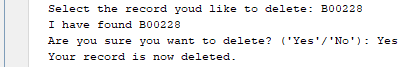 Select the record youd like to delete: B00228
I have found B00228
Are you sure you want to delete? ('Yes'/'No'): Yes
Your record is now deleted.